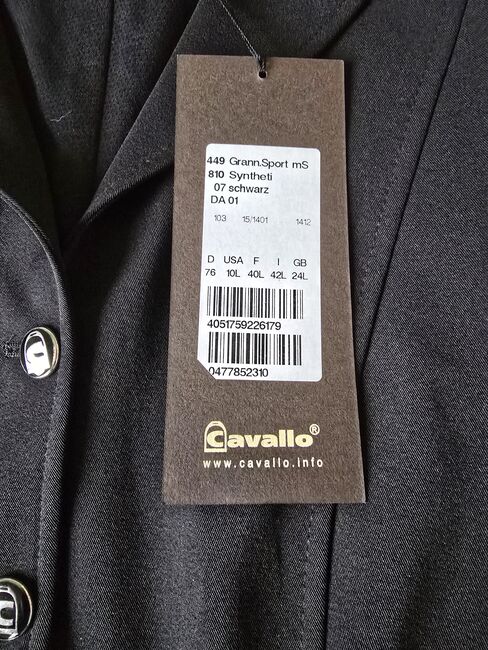 449 Grann.Sport mS
810 Syntheti
07 schwarz
DA 01
103 15/1401 1412
D USA F I GB
76 10L 40L 42L 24L
4051759226179
0477852310
Cavallo®
www.cavallo.info